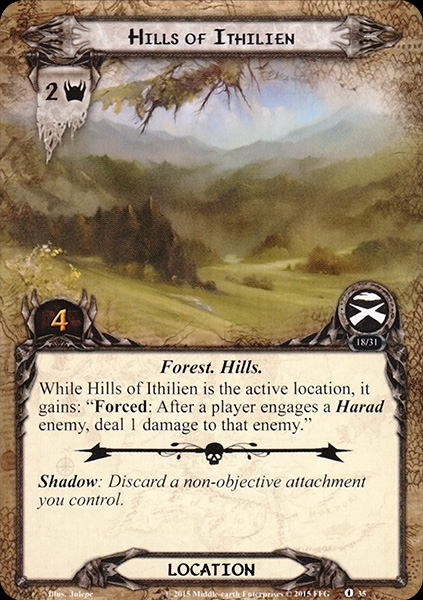 Hills of Ithilien
2
4
18/31
Forest. Hills.
While Hills of Ithilien is the active location, it
gains: “Forced: After a player engages a Harad
enemy, deal 1 damage to that enemy.”
Shadow: Discard a non-objective attachment
you control.
LOCATION
Illus. Julepe © 2015 Middle-earth Enterprises © 2015 FFG 35